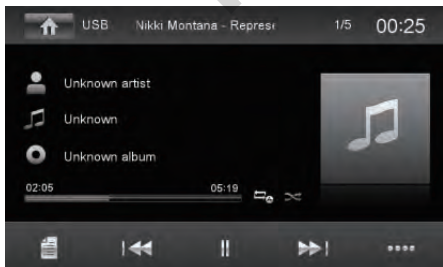 USB Nikki Montana - Represe 1/5 00:25
Unknown artist
Unknown
Unknown album
02:05 05:19